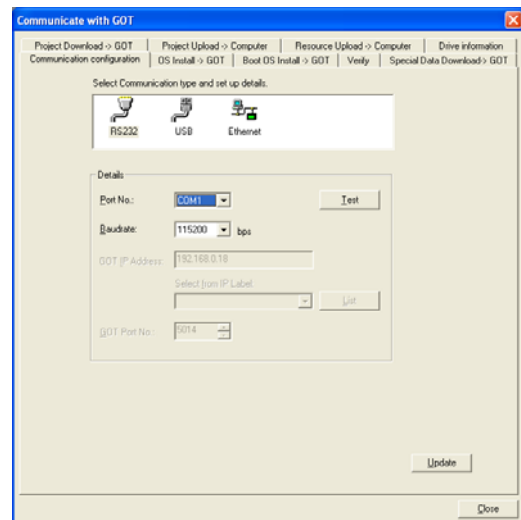 Communicate with GOT
Project Download -> GOT Project Upload -> Computer Resource Upload -> Computer Drive information
Communication configuration OS Install -> GOT Boot OS Install -> GOT Verify Special Data Download-> GOT
Select Communication type and set up details.
RS232 USB Ethernet
Details
Port No.: COM1 Test
Baudrate: 115200 bps
GOT IP Address: 192.168.0.18
Select from IP Label:
List
GOT Port No.: 5014
Update
Close